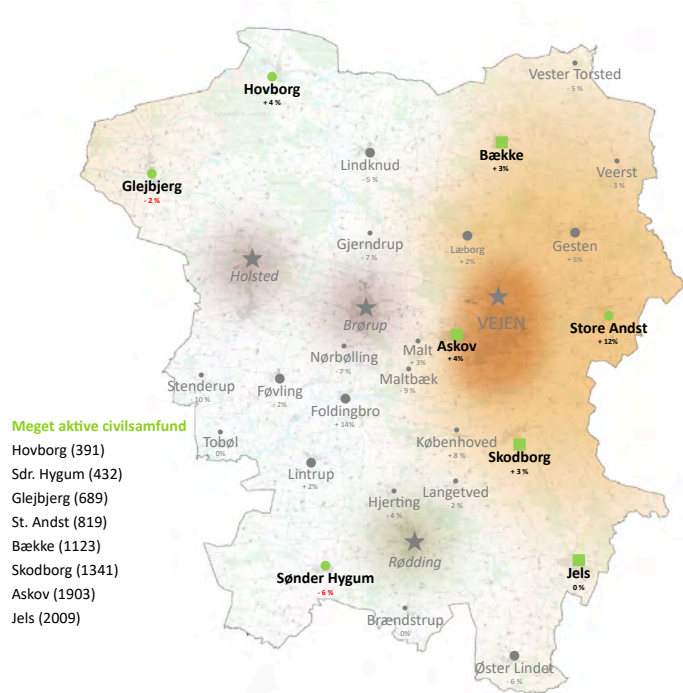 Vester Torsted
- 5 %
Hovborg
+ 4 %
Lindknud
- 5 %
Bække
+ 3%
Veerst
- 3 %
Glejbjerg
- 2 %
Gjerndrup
- 7 %
Læborg
+ 2%
Gesten
+ 5%
Holsted
Brørup
VEJEN
Store Andst
+ 12%
Askov
+ 4%
Malt
+ 3%
Nørbølling
- 7 %
Maltbæk
- 9 %
Stenderup
- 10 %
Føvling
- 2%
Foldingbro
+ 14%
Meget aktive civilsamfund
Hovborg (391)
Sdr. Hygum (432)
Glejbjerg (689)
St. Andst (819)
Bække (1123)
Skodborg (1341)
Askov (1903)
Jels (2009)
Tobøl
0%
Københoved
+ 8 %
Skodborg
+ 3 %
Lintrup
+ 2%
Langetved
- 2 %
Hjerting
- 4 %
Rødding
Sønder Hygum
- 6 %
Jels
0 %
Brændstrup
0%
Øster Lindet
- 6 %